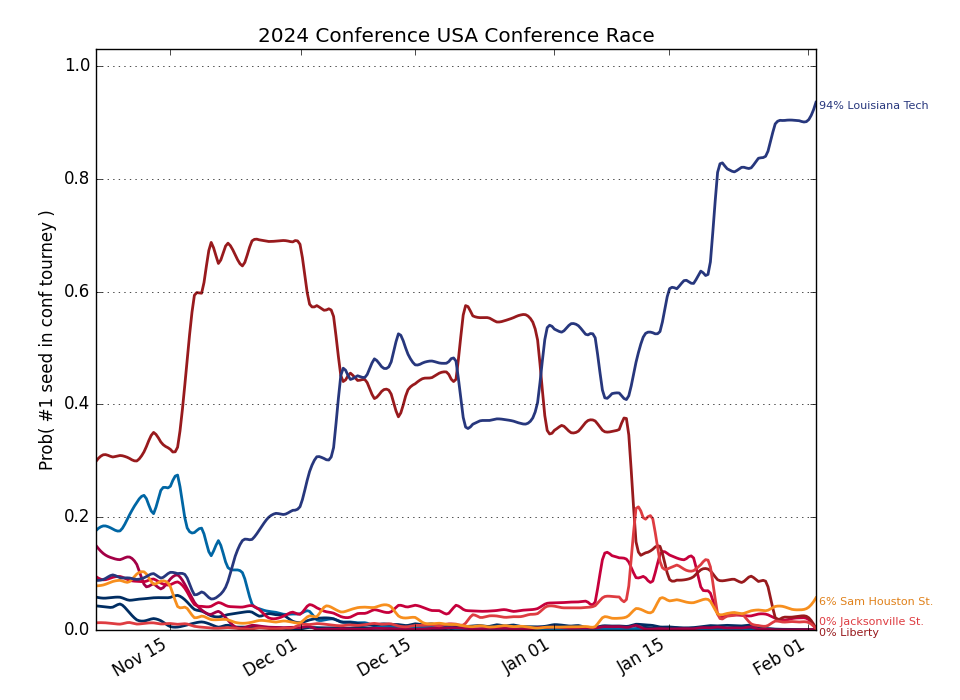 2024 Conference USA Conference Race
Prob( #1 seed in conf tourney )
1.0
0.8
0.6
0.4
0.2
0.0
94% Louisiana Tech
6% Sam Houston St.
0% Jacksonville St.
0% Liberty
Nov 15
Dec 01
Dec 15
Jan 01
Jan 15
Feb 01